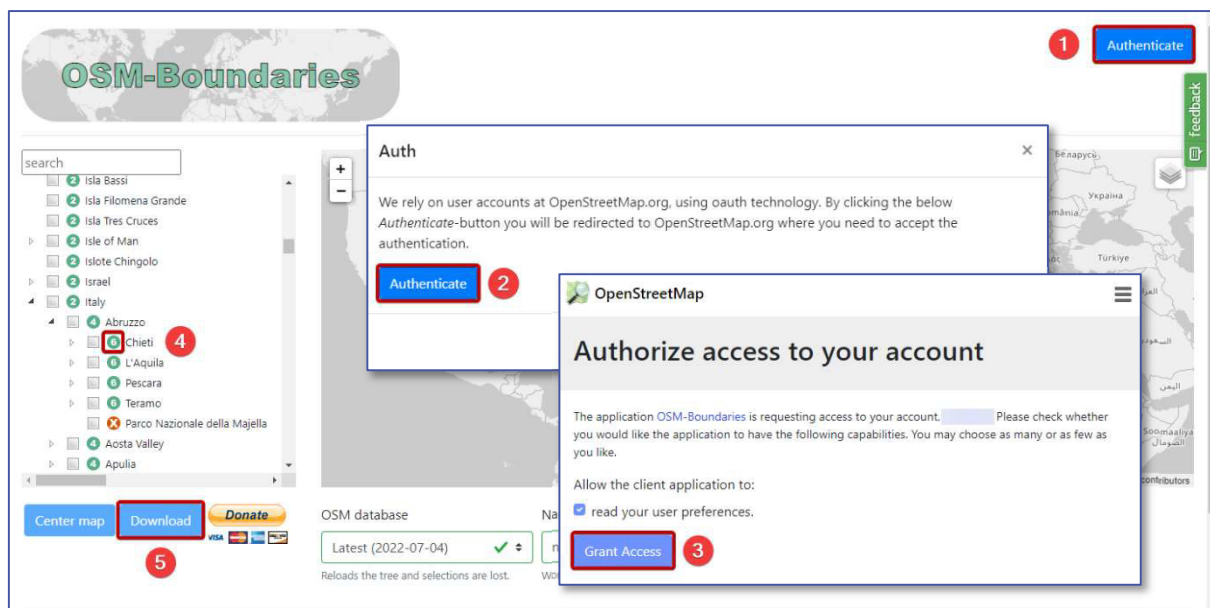 OSM-Boundaries
1
Authenticate
feedback
search
2 Isla Bassi
2 Isla Filomena Grande
2 Isla Tres Cruces
2 Isle of Man
2 Islote Chingolo
2 Israel
2 Italy
4 Abruzzo
6 Chieti
4
6 L'Aquila
6 Pescara
6 Teramo
Parco Nazionale della Majella
4 Aosta Valley
4 Apulia
+
−
Auth
×
We rely on user accounts at OpenStreetMap.org, using oauth technology. By clicking the below
Authenticate-button you will be redirected to OpenStreetMap.org where you need to accept the
authentication.
Authenticate
2
Беларусь
Україна
Türkiye
اليمن
Soomaaliya
الصومال
contributors
OpenStreetMap
Authorize access to your account
The application OSM-Boundaries is requesting access to your account. Please check whether
you would like the application to have the following capabilities. You may choose as many or as few as
you like.
Allow the client application to:
read your user preferences.
Grant Access
3
Center map
Download
Donate
VISA
5
OSM database
Na
Latest (2022-07-04)
n
Reloads the tree and selections are lost.